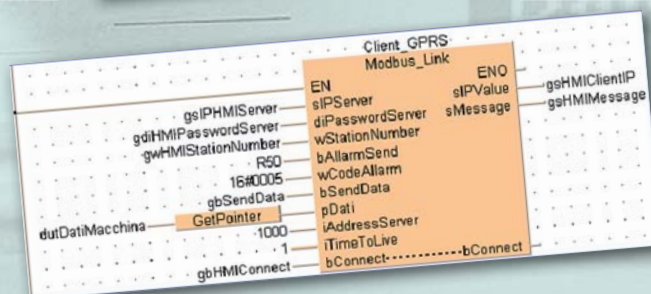 Client_GPRS
Modbus_Link
EN ENO
gsIPHMIServer sIPServer sIPValue gsHMIClientIP
gdiHMIPasswordServer diPasswordServer sMessage gsHMIMessage
gwHMIStationNumber wStationNumber
R50 bAllarmSend
16#0005 wCodeAllarm
gbSendData bSendData
dutDatiMacchina GetPointer pDati
1000 iAddressServer
1 iTimeToLive
gbHMIConnect bConnect bConnect